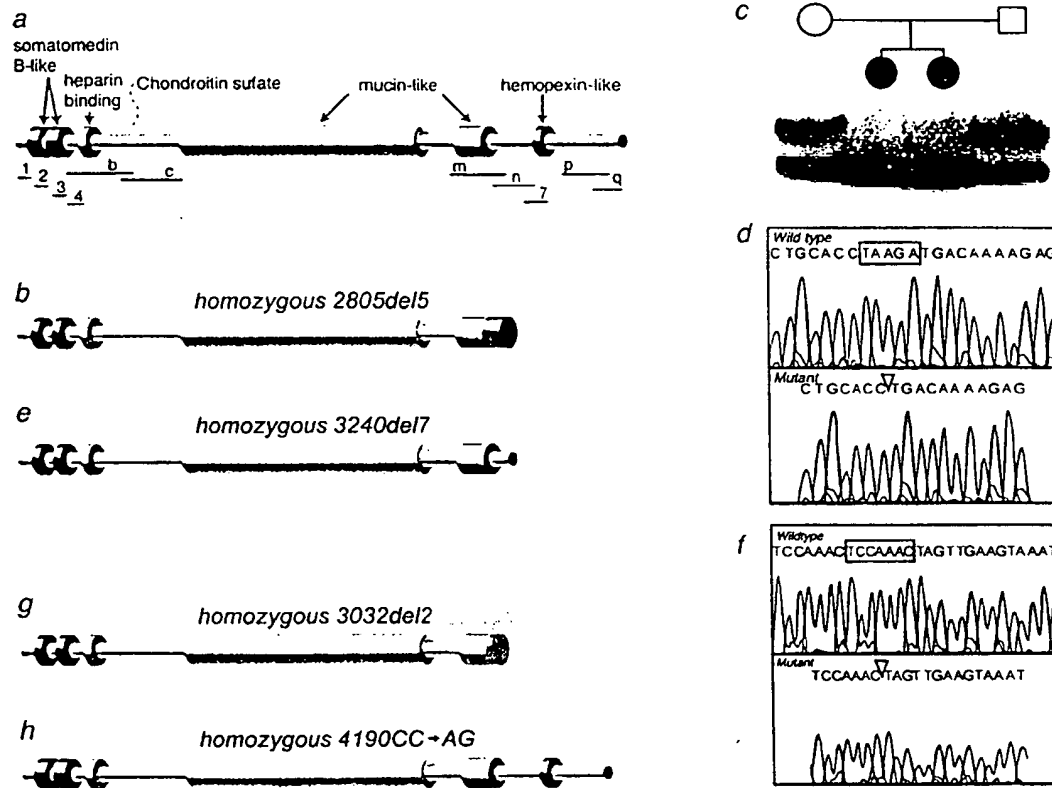 a
somatomedin
B-like
heparin
binding
Chondroitin sulfate
mucin-like
hemopexin-like
1
2
3
4
b
c
m
n
7
p
q
b
homozygous 2805del5
e
homozygous 3240del7
g
homozygous 3032del2
h
homozygous 4190CC→AG
c
d
Wild type
CTGCACCTAAGATGACAAAAGAG
Mutant
CTGCACCTGACAAAAGAG
f
Wildtype
TCCAAACTCCAAACTAGTTGAAGTAAAT
Mutant
TCCAAACTAGTTGAAGTAAAT